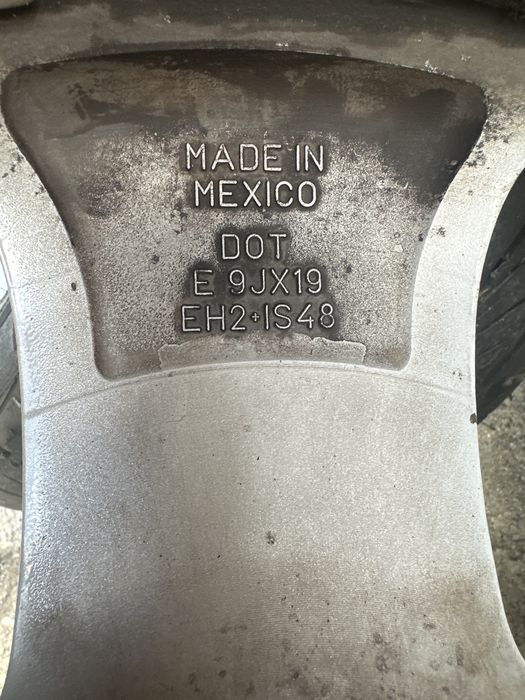 MADE IN
MEXICO
DOT
E 9JX19
EH2+IS48